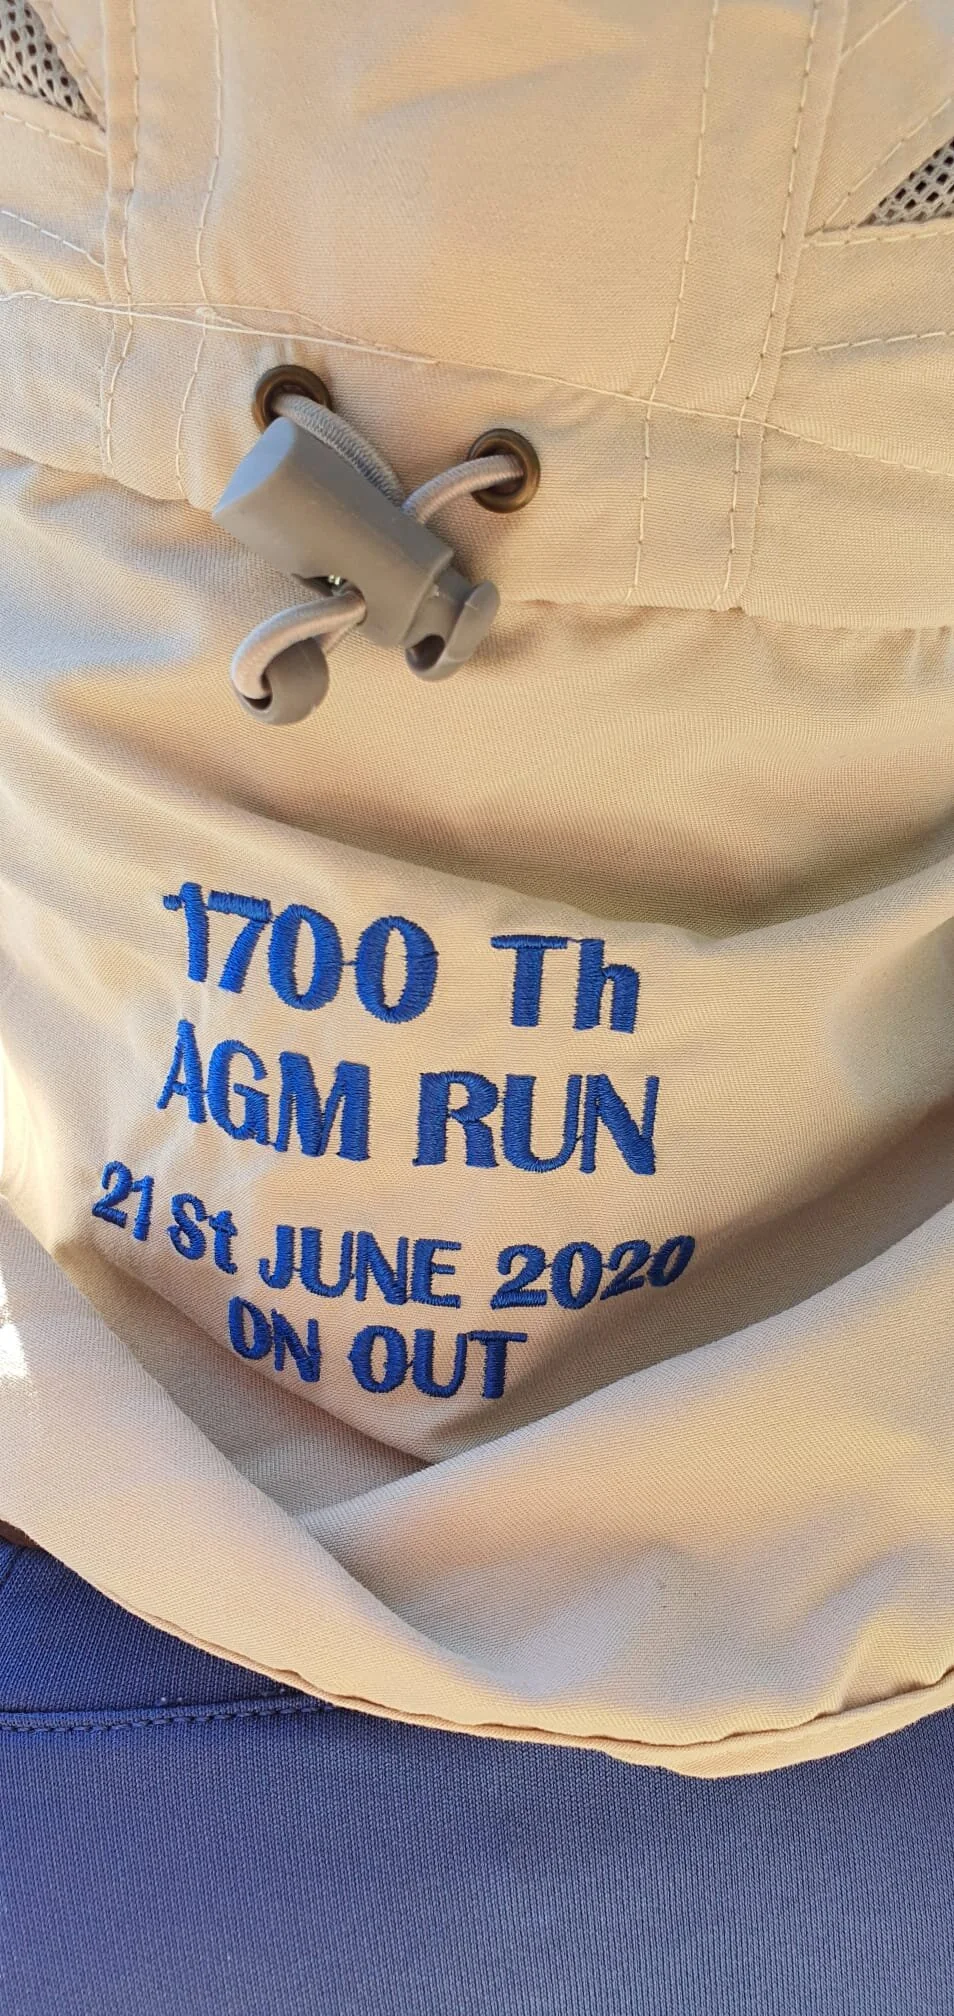 1700 Th
AGM RUN
21 St JUNE 2020
ON OUT